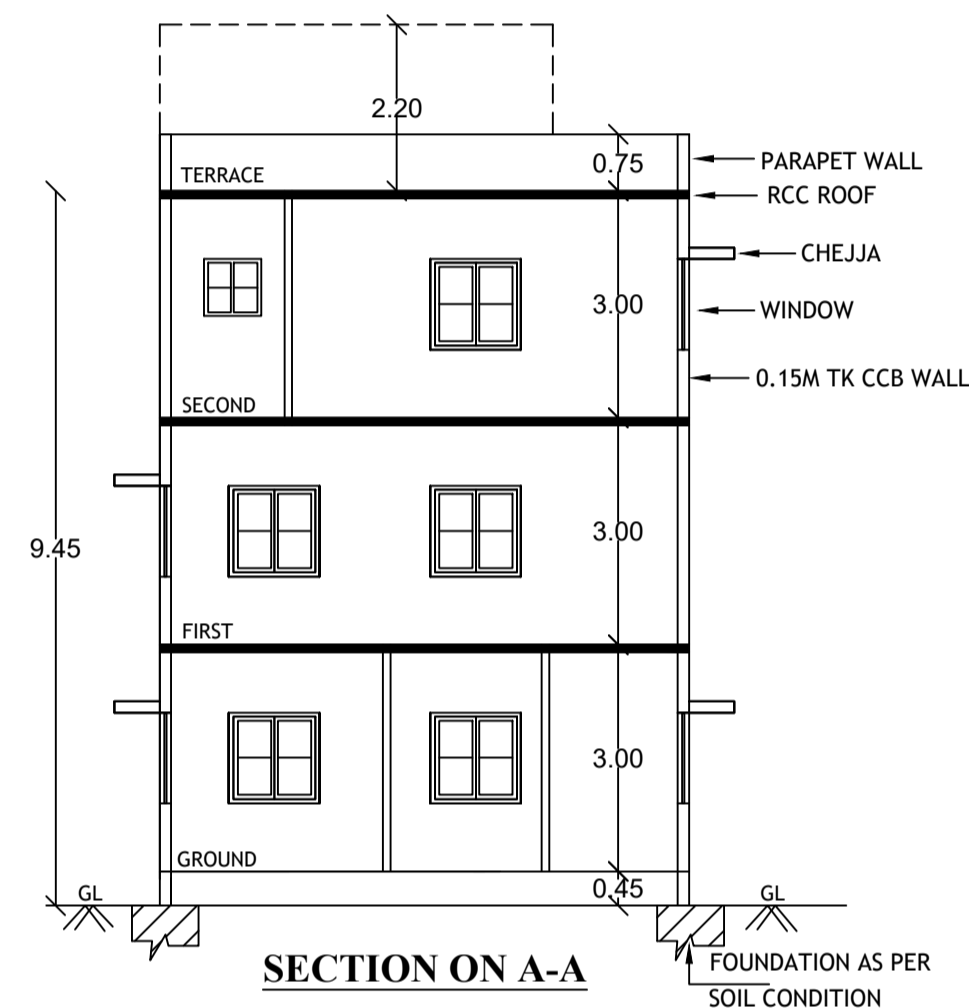 2.20
TERRACE
0.75
PARAPET WALL
RCC ROOF
CHEJJA
3.00
WINDOW
0.15M TK CCB WALL
SECOND
9.45
3.00
FIRST
3.00
GROUND
0.45
GL
GL
SECTION ON A-A
FOUNDATION AS PER
SOIL CONDITION